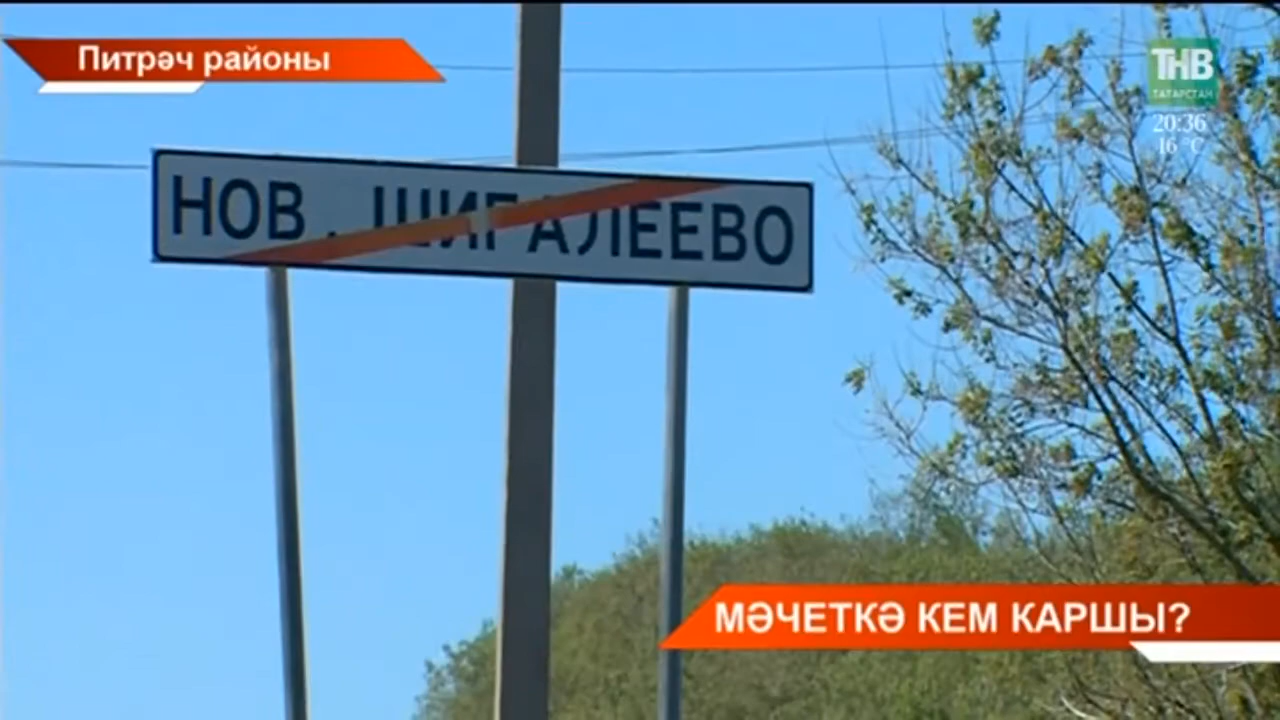 Питрәч районы
ТНВ
ТАТАРСТАН
20:36
16 °C
НОВ. ШИГАЛЕЕВО
МӘЧЕТКӘ КЕМ КАРШЫ?